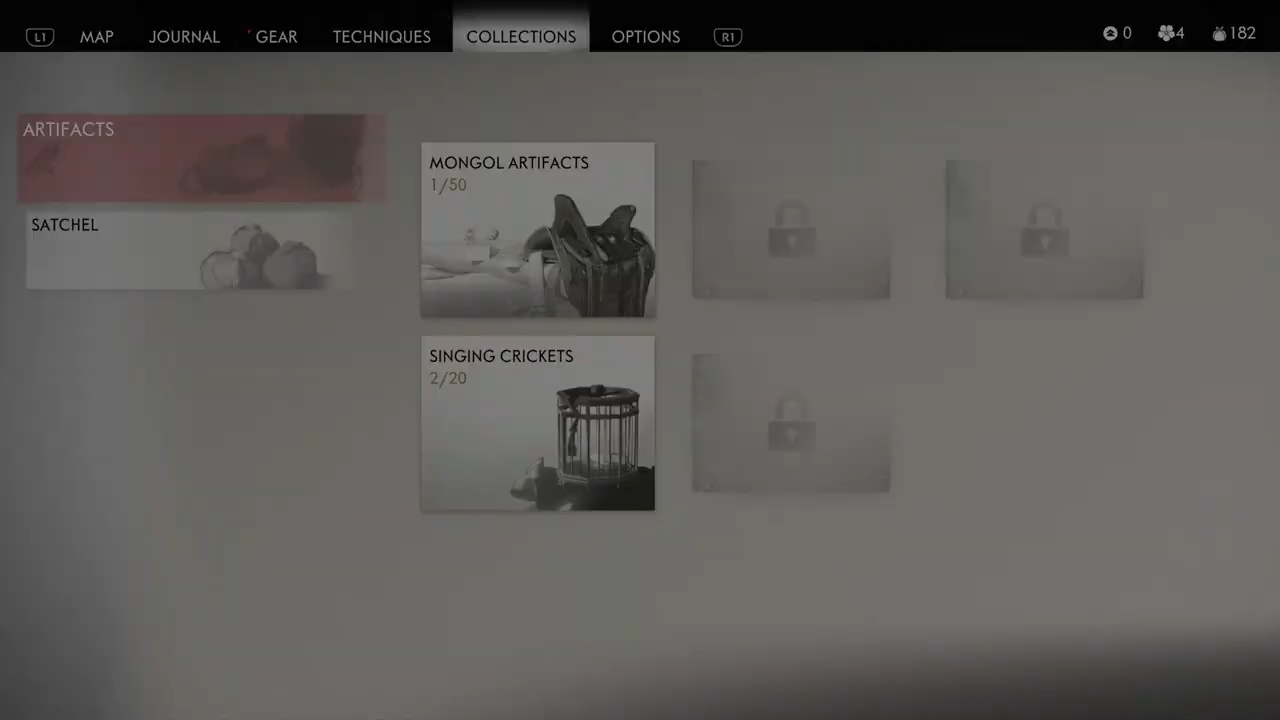 L1 MAP JOURNAL GEAR TECHNIQUES COLLECTIONS OPTIONS R1 0 4 182
ARTIFACTS
SATCHEL
MONGOL ARTIFACTS
1/50
SINGING CRICKETS
2/20